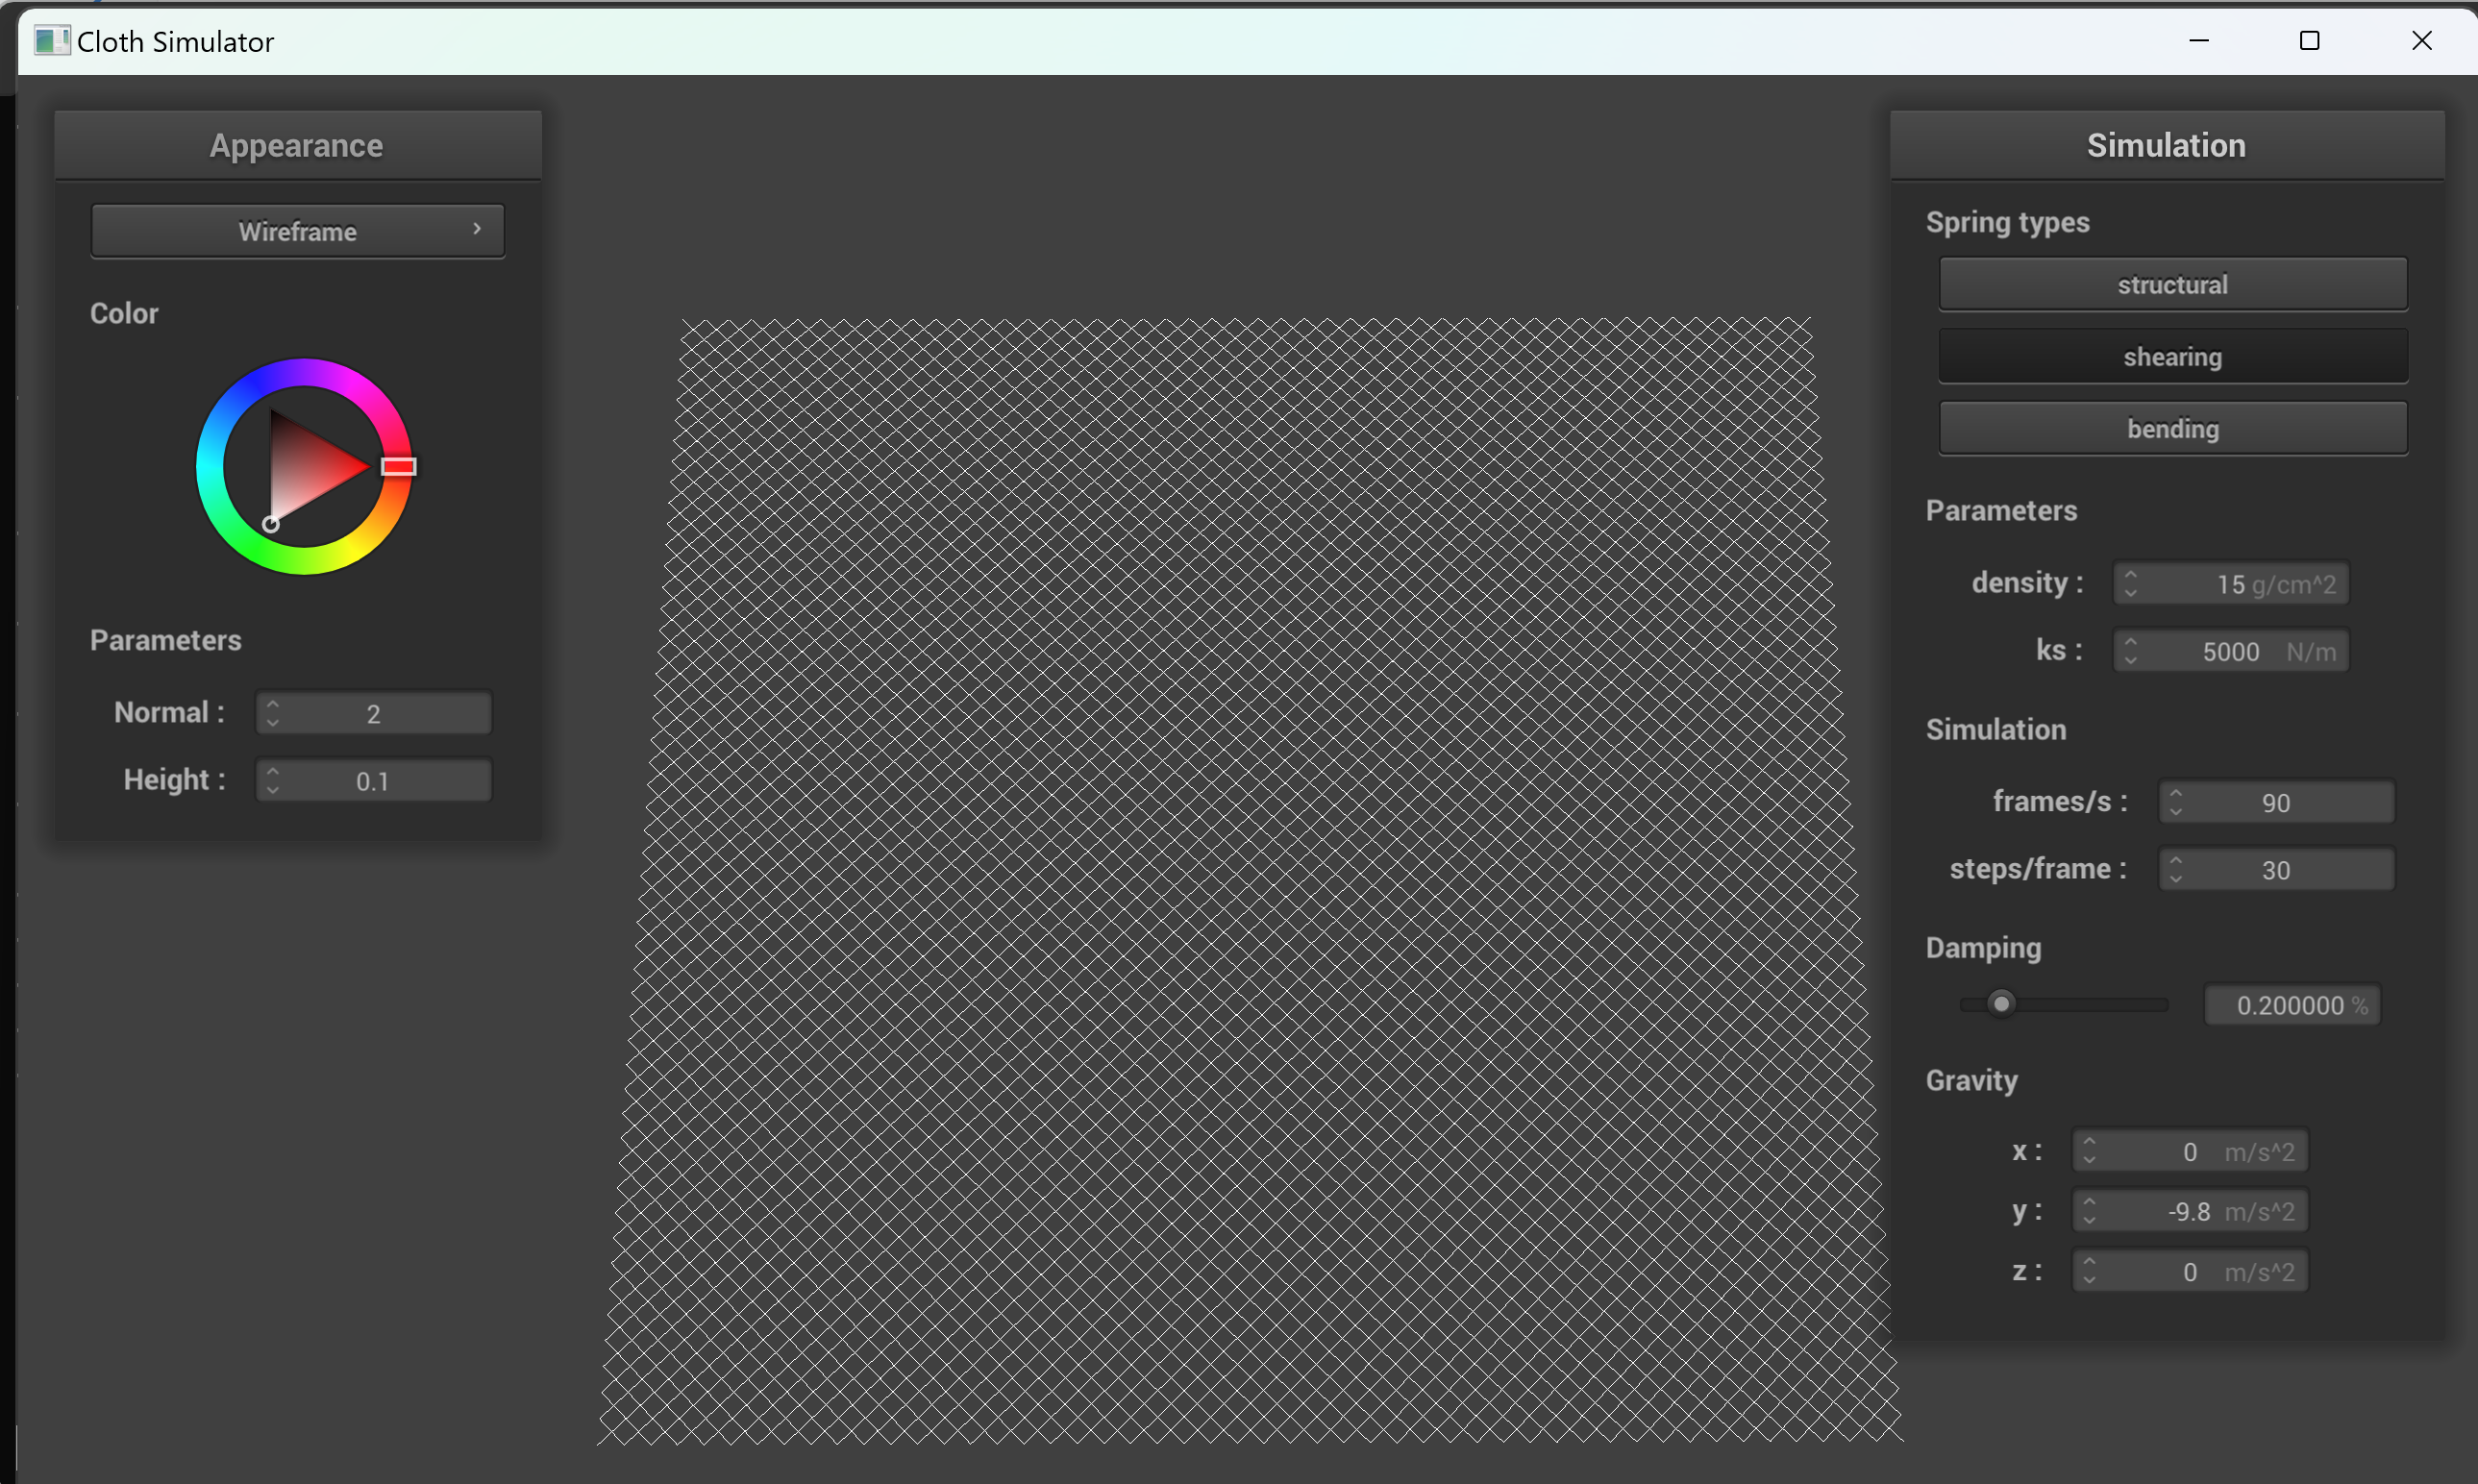 Cloth Simulator
Appearance
Wireframe
Color
Parameters
Normal : 2
Height : 0.1
Simulation
Spring types
structural
shearing
bending
Parameters
density : 15 g/cm^2
ks : 5000 N/m
Simulation
frames/s : 90
steps/frame : 30
Damping
0.200000 %
Gravity
x : 0 m/s^2
y : -9.8 m/s^2
z : 0 m/s^2